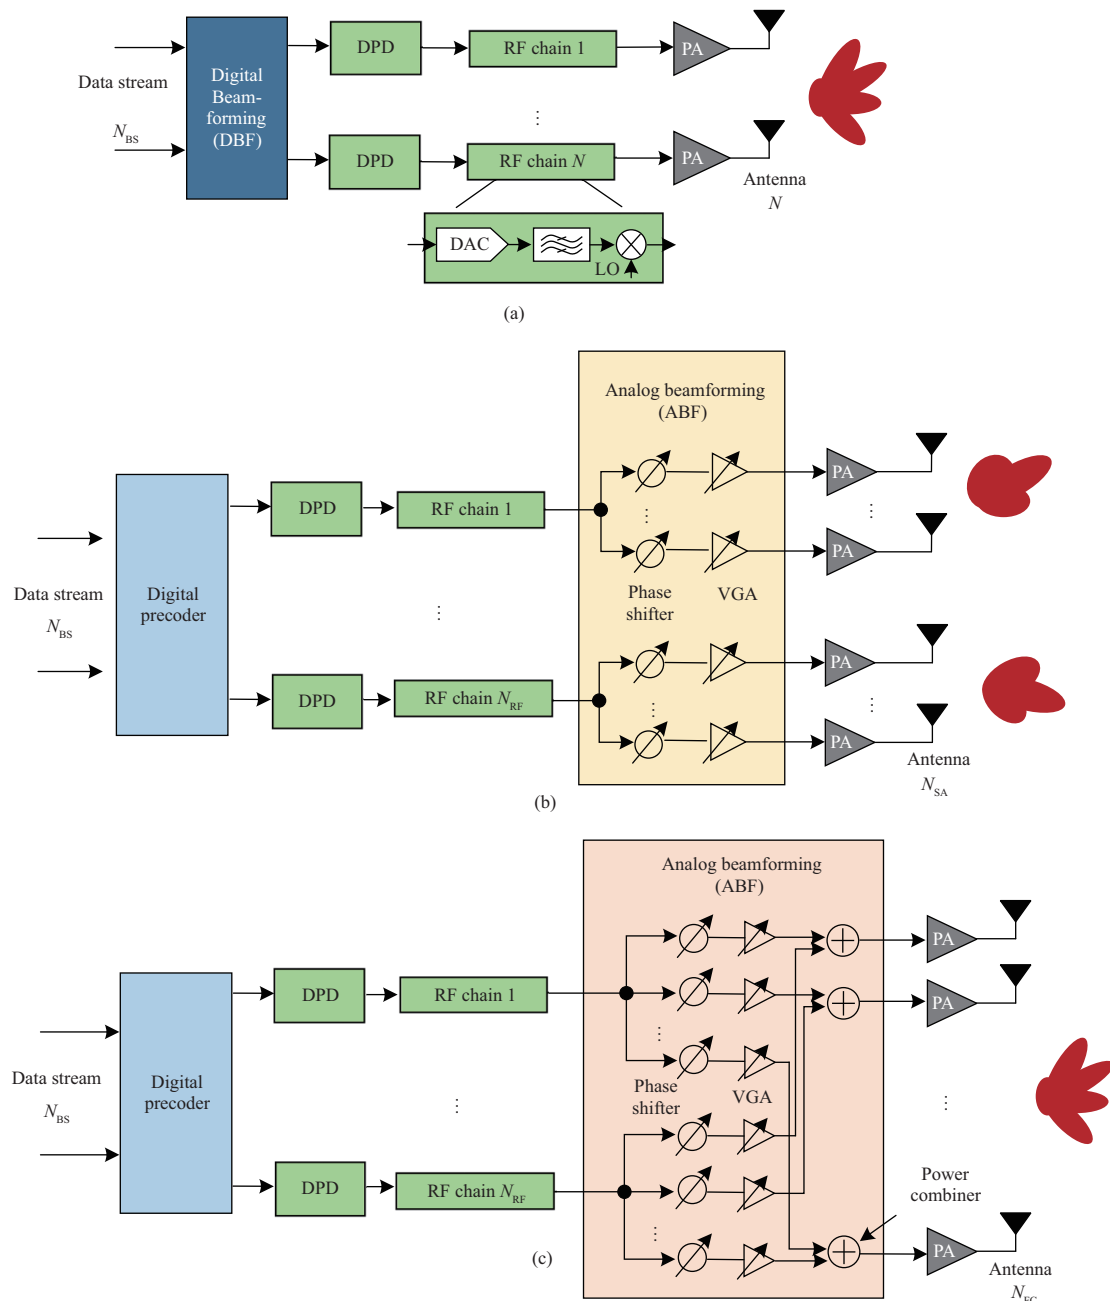 DPD
RF chain 1
PA
Data stream
Digital
Beam-
forming
(DBF)
N_BS
DPD
RF chain N
PA
Antenna
N
DAC
LO
(a)
Analog beamforming
(ABF)
PA
DPD
RF chain 1
PA
Data stream
N_BS
Digital
precoder
Phase
shifter
VGA
PA
DPD
RF chain N_RF
PA
Antenna
N_SA
(b)
Analog beamforming
(ABF)
PA
DPD
RF chain 1
PA
Data stream
N_BS
Digital
precoder
Phase
shifter
VGA
Power
combiner
DPD
RF chain N_RF
PA
Antenna
N_FC
(c)